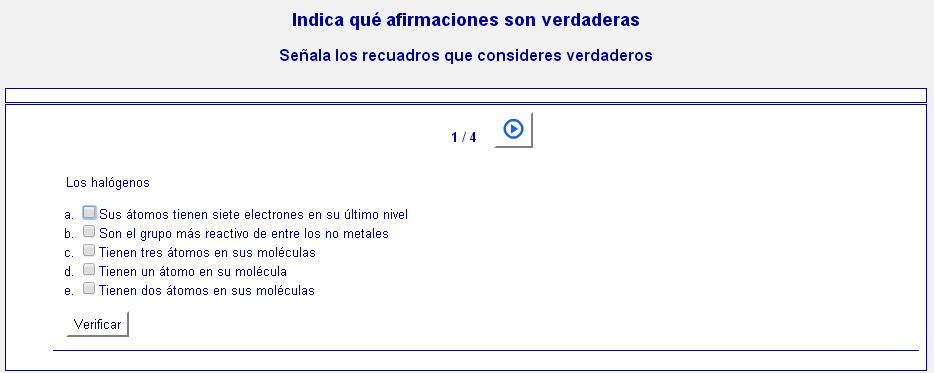 Indica qué afirmaciones son verdaderas
Señala los recuadros que consideres verdaderos
1 / 4
Los halógenos
a. Sus átomos tienen siete electrones en su último nivel
b. Son el grupo más reactivo de entre los no metales
c. Tienen tres átomos en sus moléculas
d. Tienen un átomo en su molécula
e. Tienen dos átomos en sus moléculas
Verificar